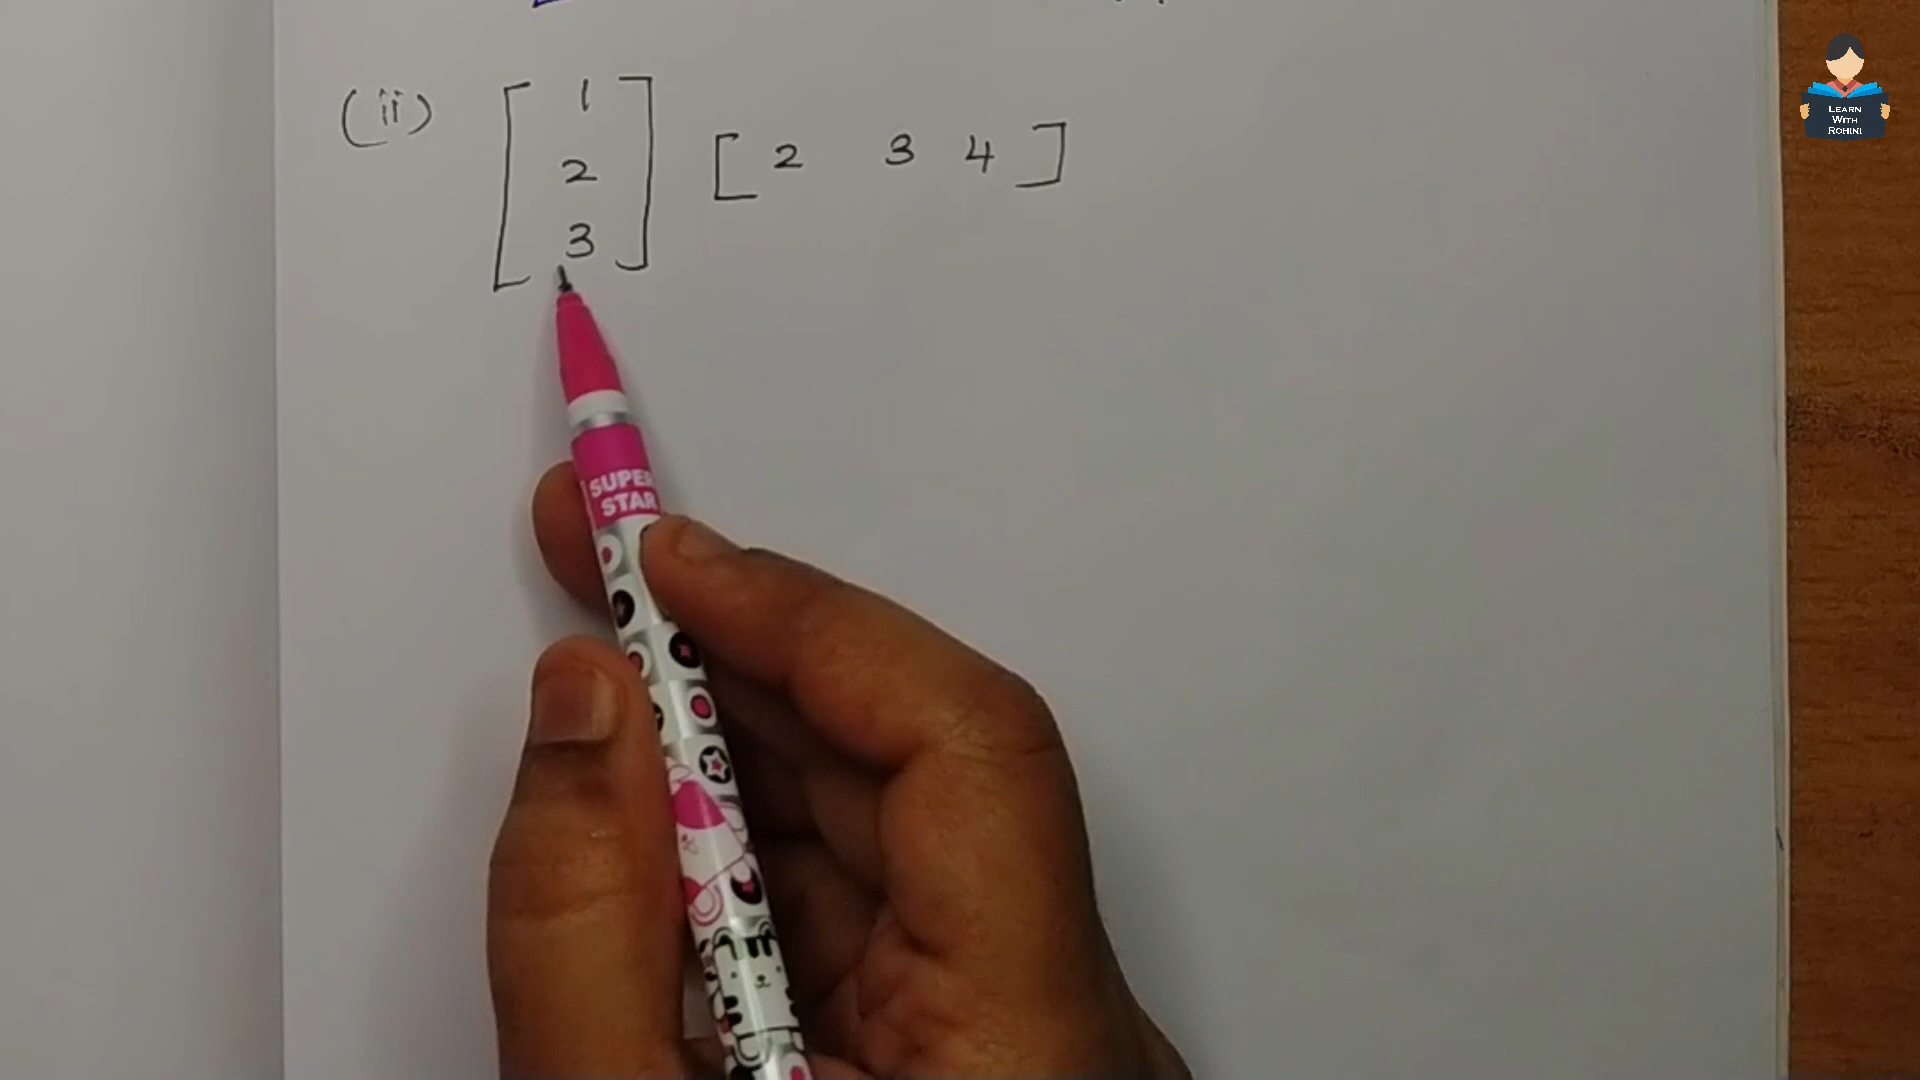 (ii) [ 1 ] [ 2 3 4 ]
2
3
SUPER
STAR
LEARN
WITH
ROHINI